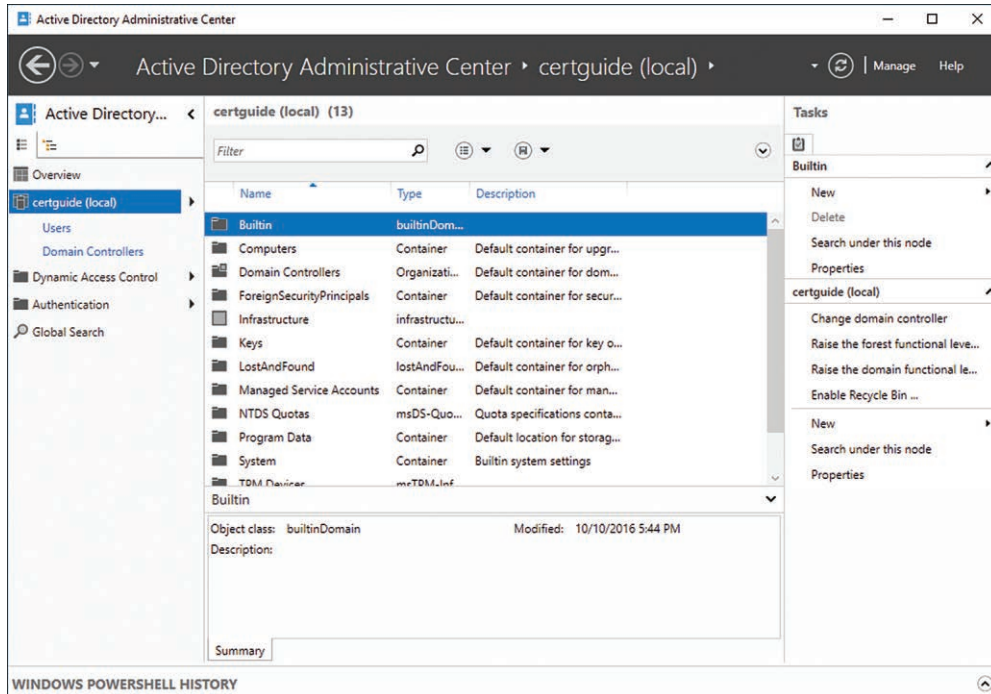 Active Directory Administrative Center
Active Directory Administrative Center • certguide (local) •
Manage Help
Active Directory...
Overview
certguide (local)
Users
Domain Controllers
Dynamic Access Control
Authentication
Global Search
certguide (local) (13)
Filter
Name Type Description
Builtin builtinDom...
Computers Container Default container for upgr...
Domain Controllers Organizati... Default container for dom...
ForeignSecurityPrincipals Container Default container for secur...
Infrastructure infrastructu...
Keys Container Default container for key o...
LostAndFound lostAndFou... Default container for orph...
Managed Service Accounts Container Default container for man...
NTDS Quotas msDS-Quo... Quota specifications conta...
Program Data Container Default location for storag...
System Container Builtin system settings
TPM Devices msTPM-Inf...
Builtin
Object class: builtinDomain Modified: 10/10/2016 5:44 PM
Description:
Summary
Tasks
Builtin
New
Delete
Search under this node
Properties
certguide (local)
Change domain controller
Raise the forest functional leve...
Raise the domain functional le...
Enable Recycle Bin ...
New
Search under this node
Properties
WINDOWS POWERSHELL HISTORY